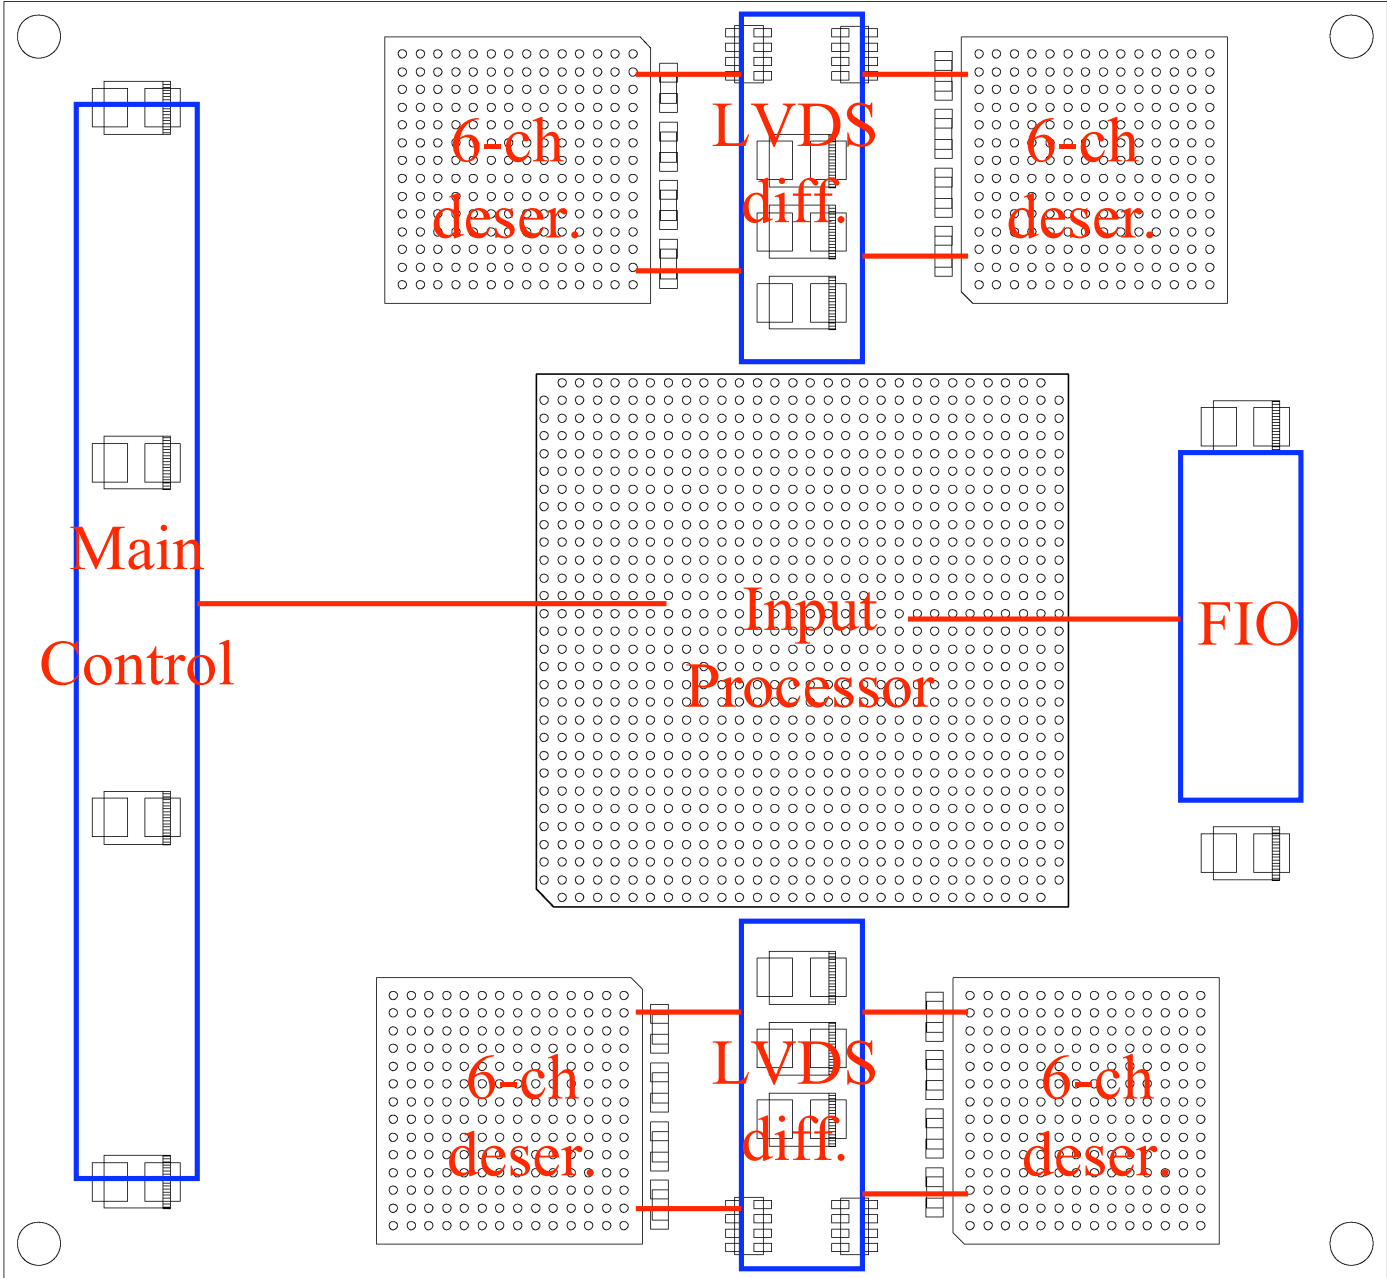 6-ch
deser.
LVDS
diff.
6-ch
deser.
Main
Control
Input
Processor
FIO
6-ch
deser.
LVDS
diff.
6-ch
deser.